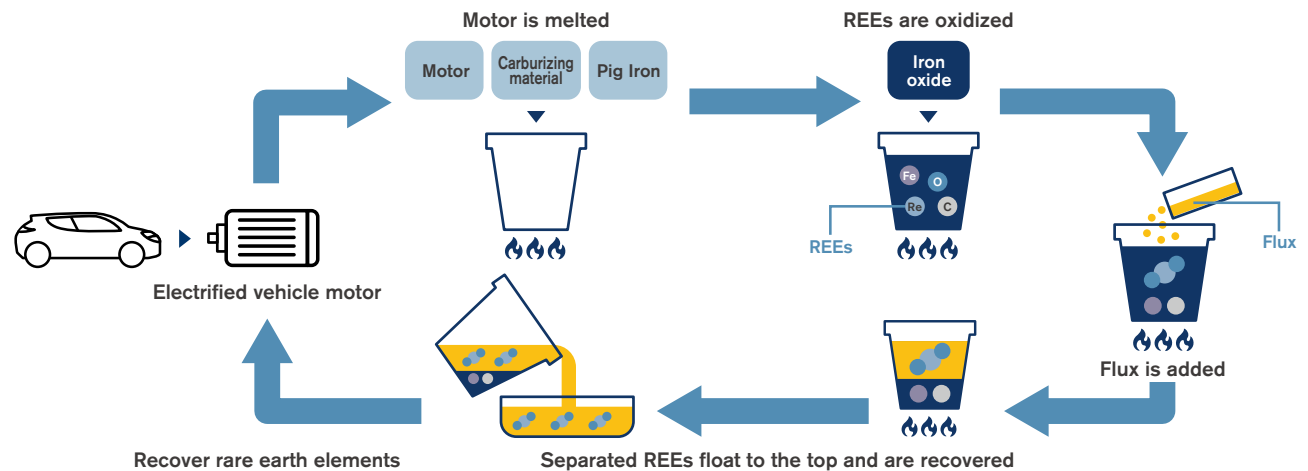 Motor is melted
Motor
Carburizing
material
Pig Iron
REEs are oxidized
Iron
oxide
Fe
O
Re
C
REEs
Flux
Flux is added
Electrified vehicle motor
Separated REEs float to the top and are recovered
Recover rare earth elements